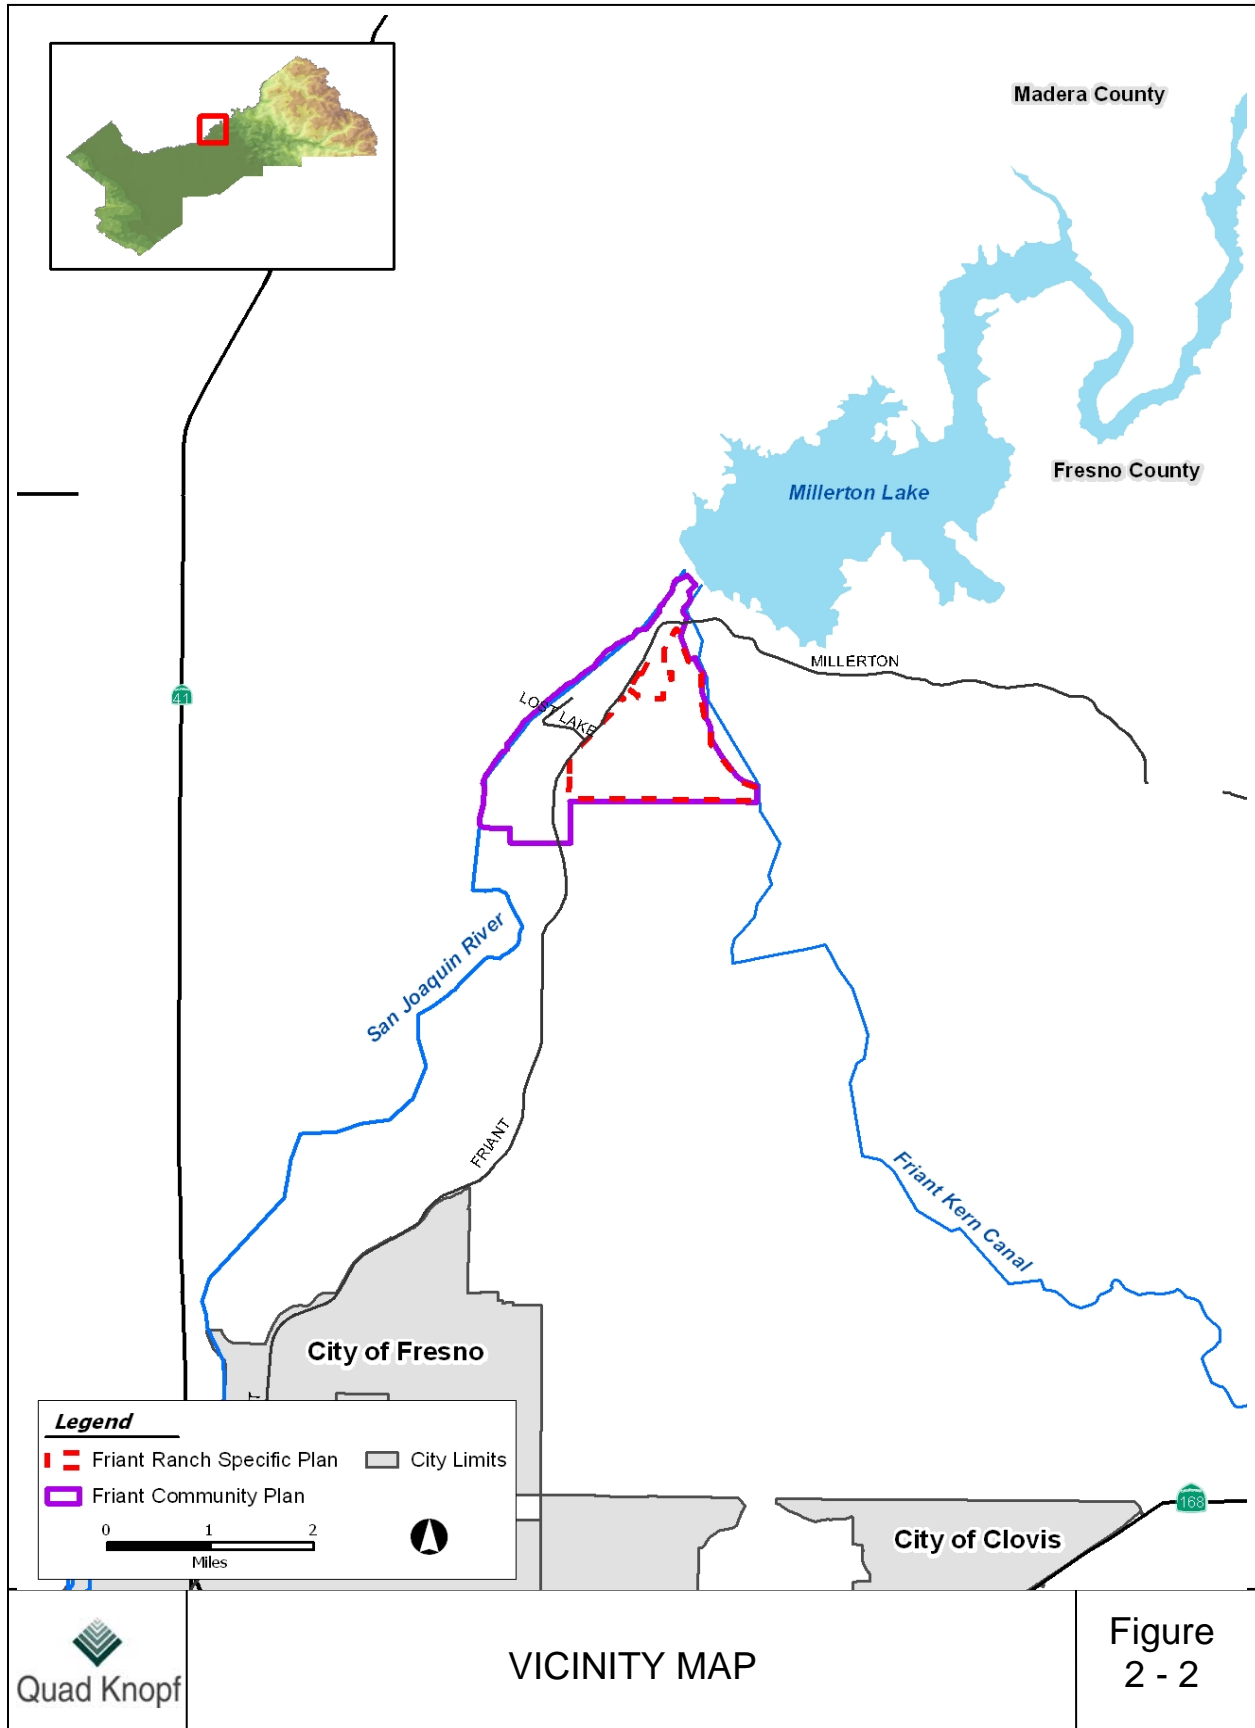 Madera County
Fresno County
Millerton Lake
MILLERTON
LOST LAKE
41
San Joaquin River
FRIANT
Friant Kern Canal
City of Fresno
168
City of Clovis
Legend
Friant Ranch Specific Plan
City Limits
Friant Community Plan
0 1 2
Miles
Quad Knopf
VICINITY MAP
Figure
2 - 2